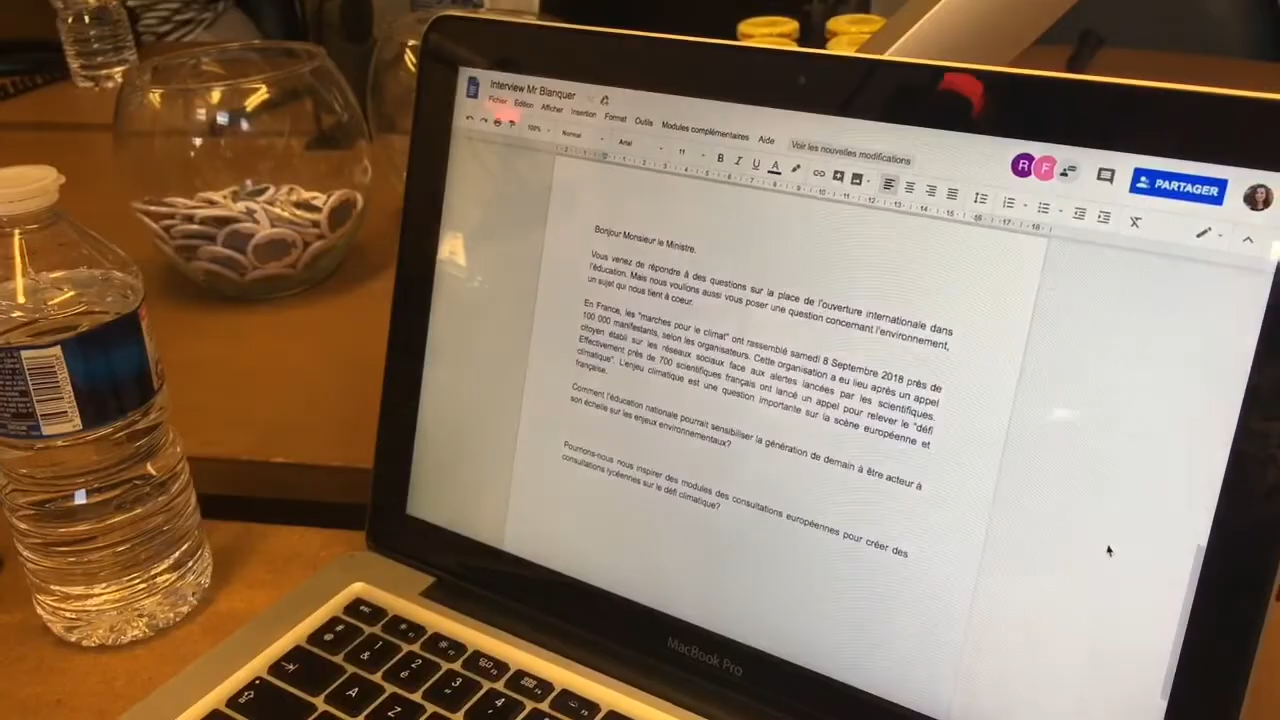 Interview Mr Blanquer
Fichier Édition Afficher Insertion Format Outils Modules complémentaires Aide Voir les nouvelles modifications
R F PARTAGER
100% Normal Arial 11 B I U A
Bonjour Monsieur le Ministre,
Vous venez de répondre à des questions sur la place de l'ouverture internationale dans
l'éducation. Mais nous voulions aussi vous poser une question concernant l'environnement,
un sujet qui nous tient à coeur.
En France, les "marches pour le climat" ont rassemblé samedi 8 Septembre 2018 près de
100 000 manifestants, selon les organisateurs. Cette organisation a eu lieu après un appel
citoyen établi sur les réseaux sociaux face aux alertes lancées par les scientifiques.
Effectivement près de 700 scientifiques français ont lancé un appel pour relever le "défi
climatique". L'enjeu climatique est une question importante sur la scène européenne et
française.
Comment l'éducation nationale pourrait sensibiliser la génération de demain à être acteur à
son échelle sur les enjeux environnementaux?
Pourrions-nous nous inspirer des modules des consultations européennes pour créer des
consultations lycéennes sur le défi climatique?
MacBook Pro
esc
@ # & 1 é 2 " 3 ' 4
A Z